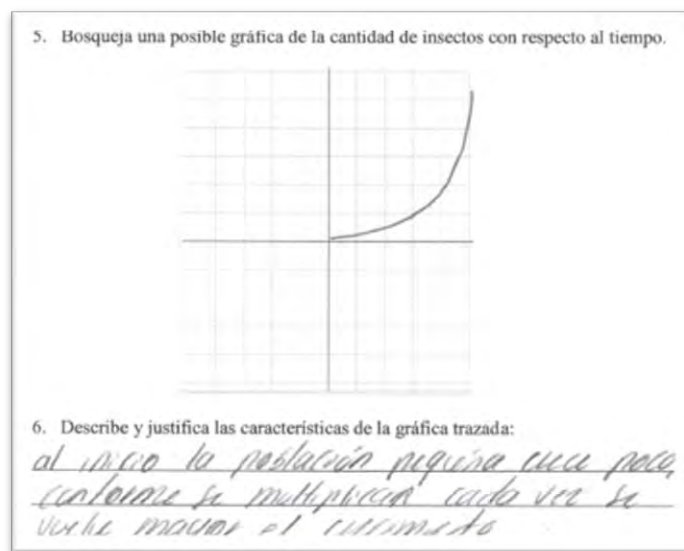 5. Bosqueja una posible gráfica de la cantidad de insectos con respecto al tiempo.
6. Describe y justifica las características de la gráfica trazada:
al inicio la población pequeña crece poco,
conforme se multiplican cada vez se
vuelve mayor el crecimiento